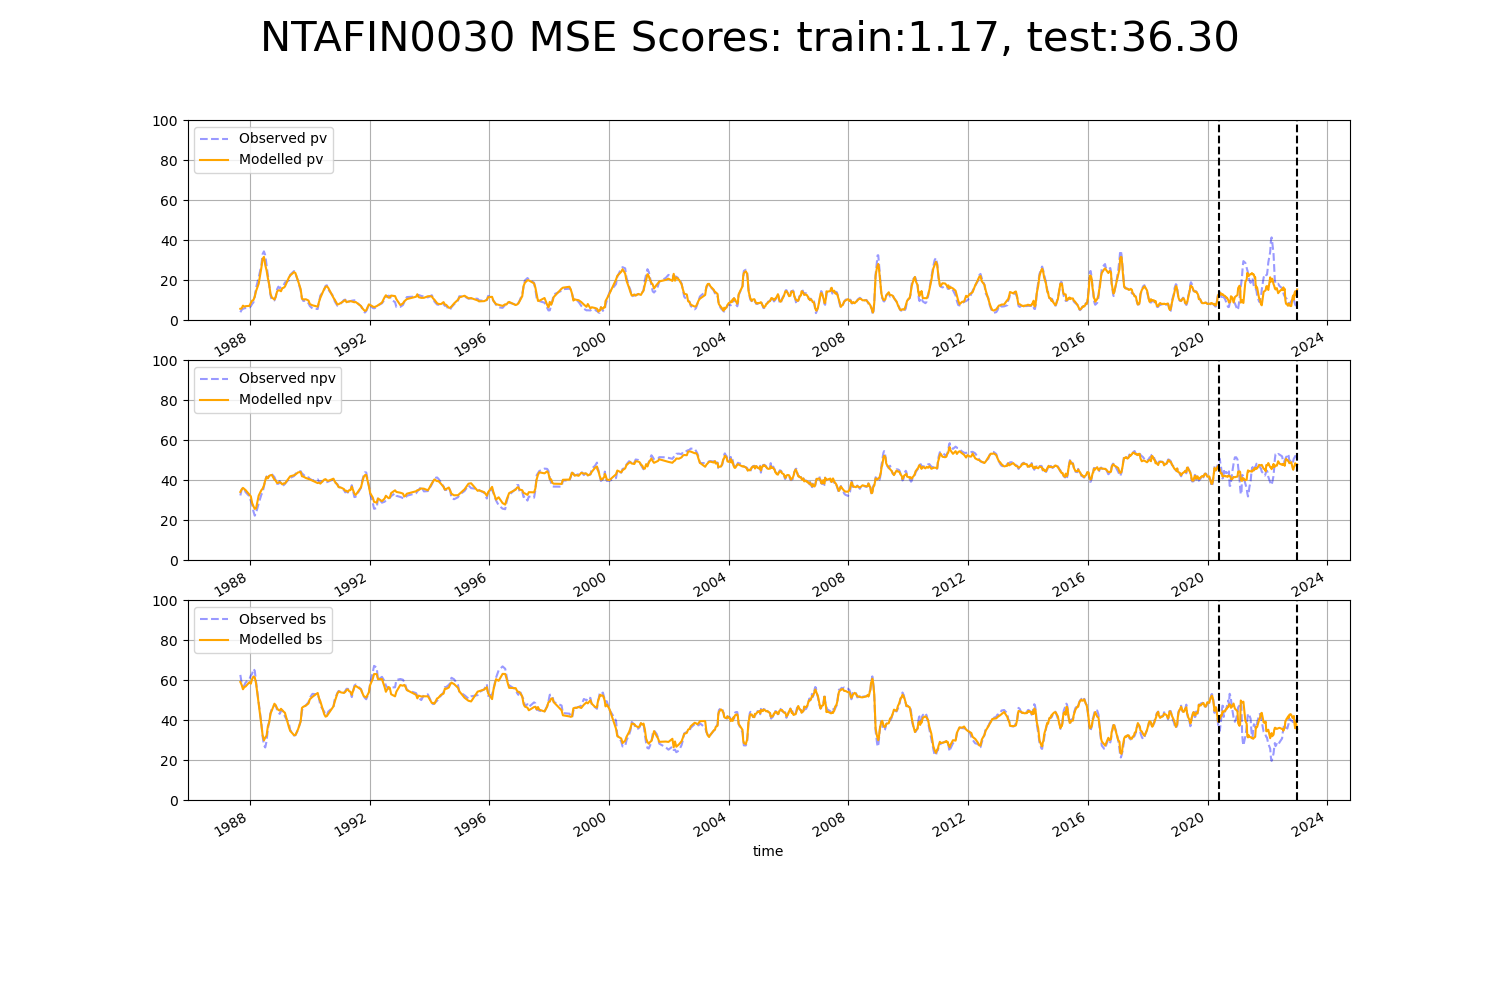 NTAFIN0030 MSE Scores: train:1.17, test:36.30
100
80
60
40
20
0
Observed pv
Modelled pv
1988 1992 1996 2000 2004 2008 2012 2016 2020 2024
100
80
60
40
20
0
Observed npv
Modelled npv
1988 1992 1996 2000 2004 2008 2012 2016 2020 2024
100
80
60
40
20
0
Observed bs
Modelled bs
1988 1992 1996 2000 2004 2008 2012 2016 2020 2024
time